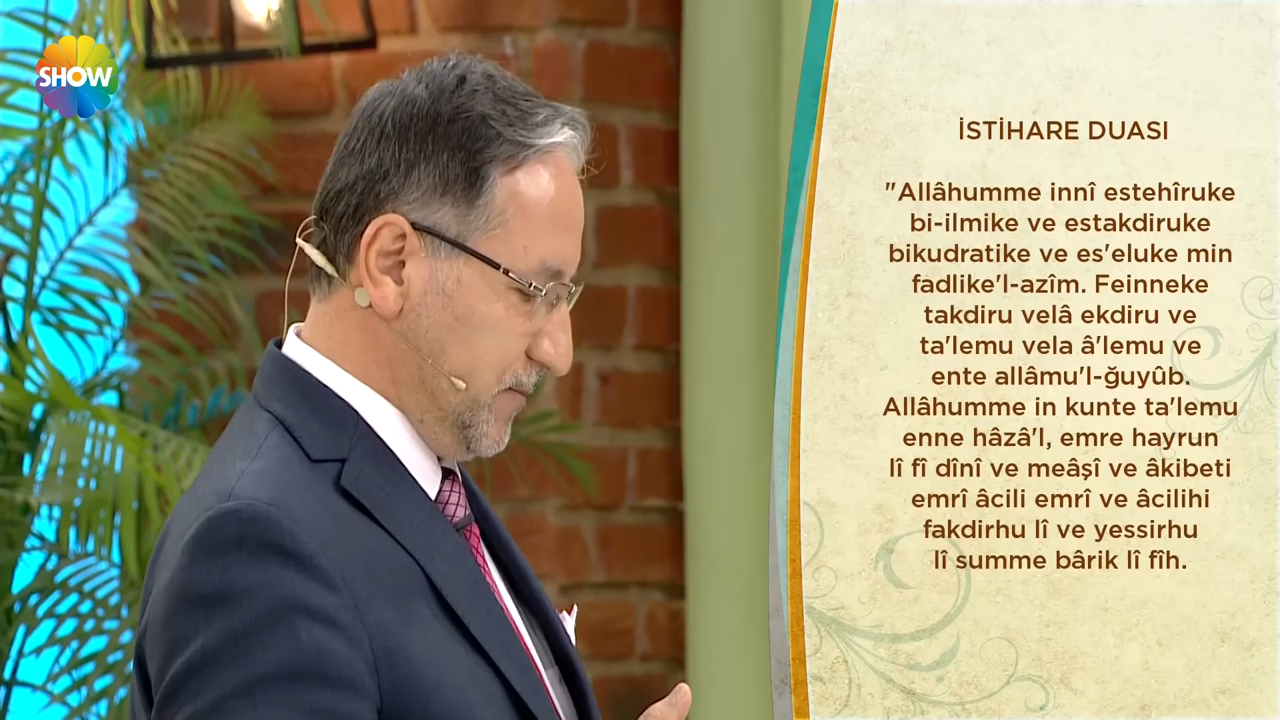 SHOW
İSTİHARE DUASI
"Allâhumme innî estehîruke
bi-ilmike ve estakdiruke
bikudratike ve es'eluke min
fadlike'l-azîm. Feinneke
takdiru velâ ekdiru ve
ta'lemu vela â'lemu ve
ente allâmu'l-ğuyûb.
Allâhumme in kunte ta'lemu
enne hâzâ'l, emre hayrun
lî fî dînî ve meâşî ve âkibeti
emrî âcili emrî ve âcilihi
fakdirhu lî ve yessirhu
lî summe bârik lî fîh.